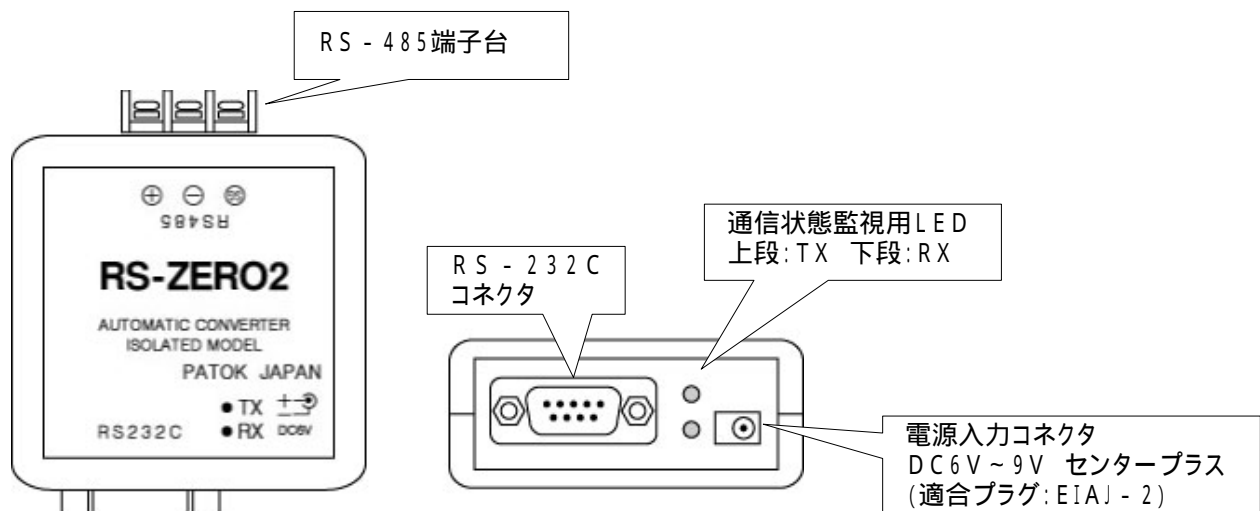 RS-485端子台
⊕ ⊖ SG
RS485
RS-ZERO2
AUTOMATIC CONVERTER
ISOLATED MODEL
PATOK JAPAN
● TX
RS232C ● RX DC6V
RS-232C
コネクタ
通信状態監視用LED
上段:TX 下段:RX
電源入力コネクタ
DC6V~9V センタープラス
(適合プラグ:EIAJ-2)